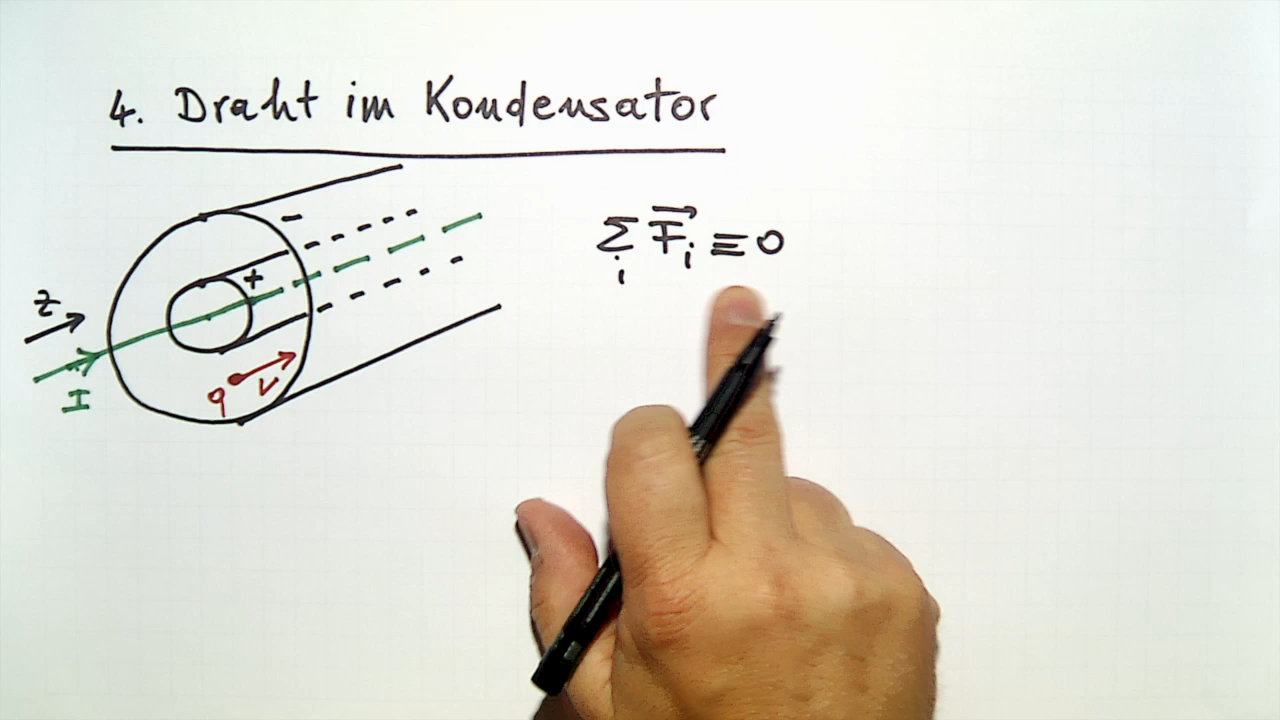 4. Draht im Kondensator
∑ F⃗ᵢ ≡ 0
i
-
+
z
I
q
v